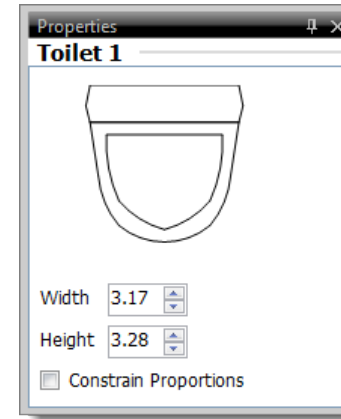 Properties
Toilet 1
Width 3.17
Height 3.28
Constrain Proportions